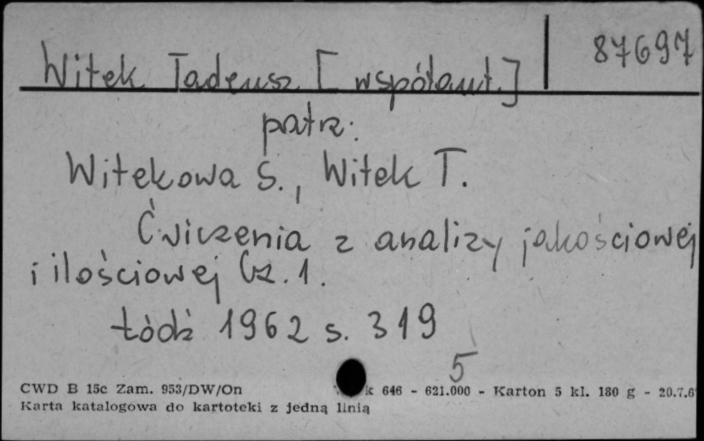 Witek Tadeusz [współaut.] 87697
patrz:
Witekowa S., Witek T.
Ćwiczenia z analizy jakościowej
i ilościowej Cz. 1.
Łódź 1962 s. 319
5
CWD B 15c Zam. 953/DW/On k 646 - 621.000 - Karton 5 kl. 180 g - 20.7.6
Karta katalogowa do kartoteki z jedną linią